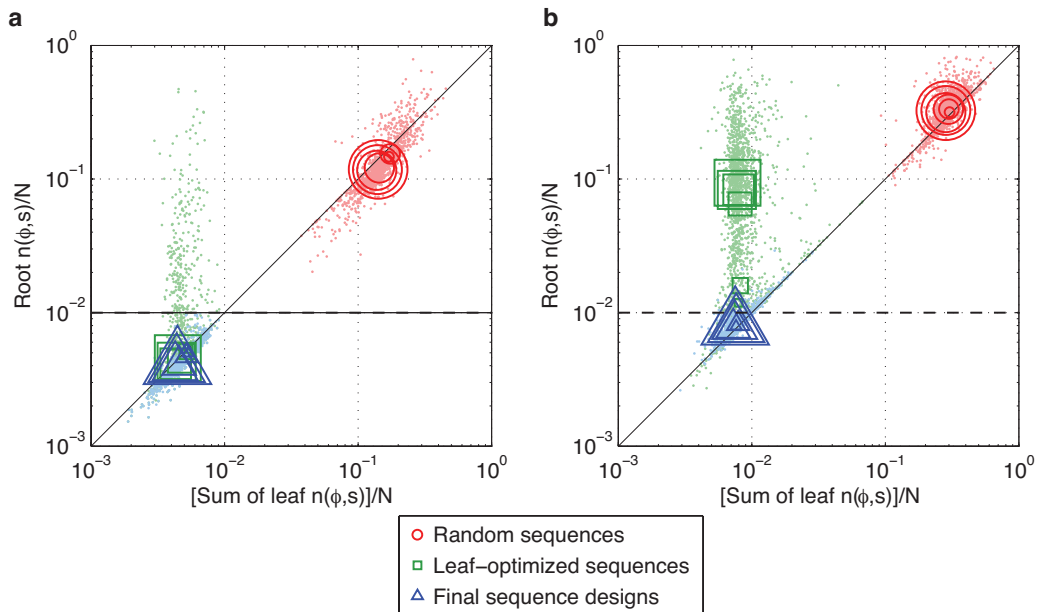 a
10^0
10^-1
10^-2
10^-3
Root n(ϕ,s)/N
10^-3
10^-2
10^-1
10^0
[Sum of leaf n(ϕ,s)]/N
b
10^0
10^-1
10^-2
10^-3
Root n(ϕ,s)/N
10^-3
10^-2
10^-1
10^0
[Sum of leaf n(ϕ,s)]/N
Random sequences
Leaf−optimized sequences
Final sequence designs